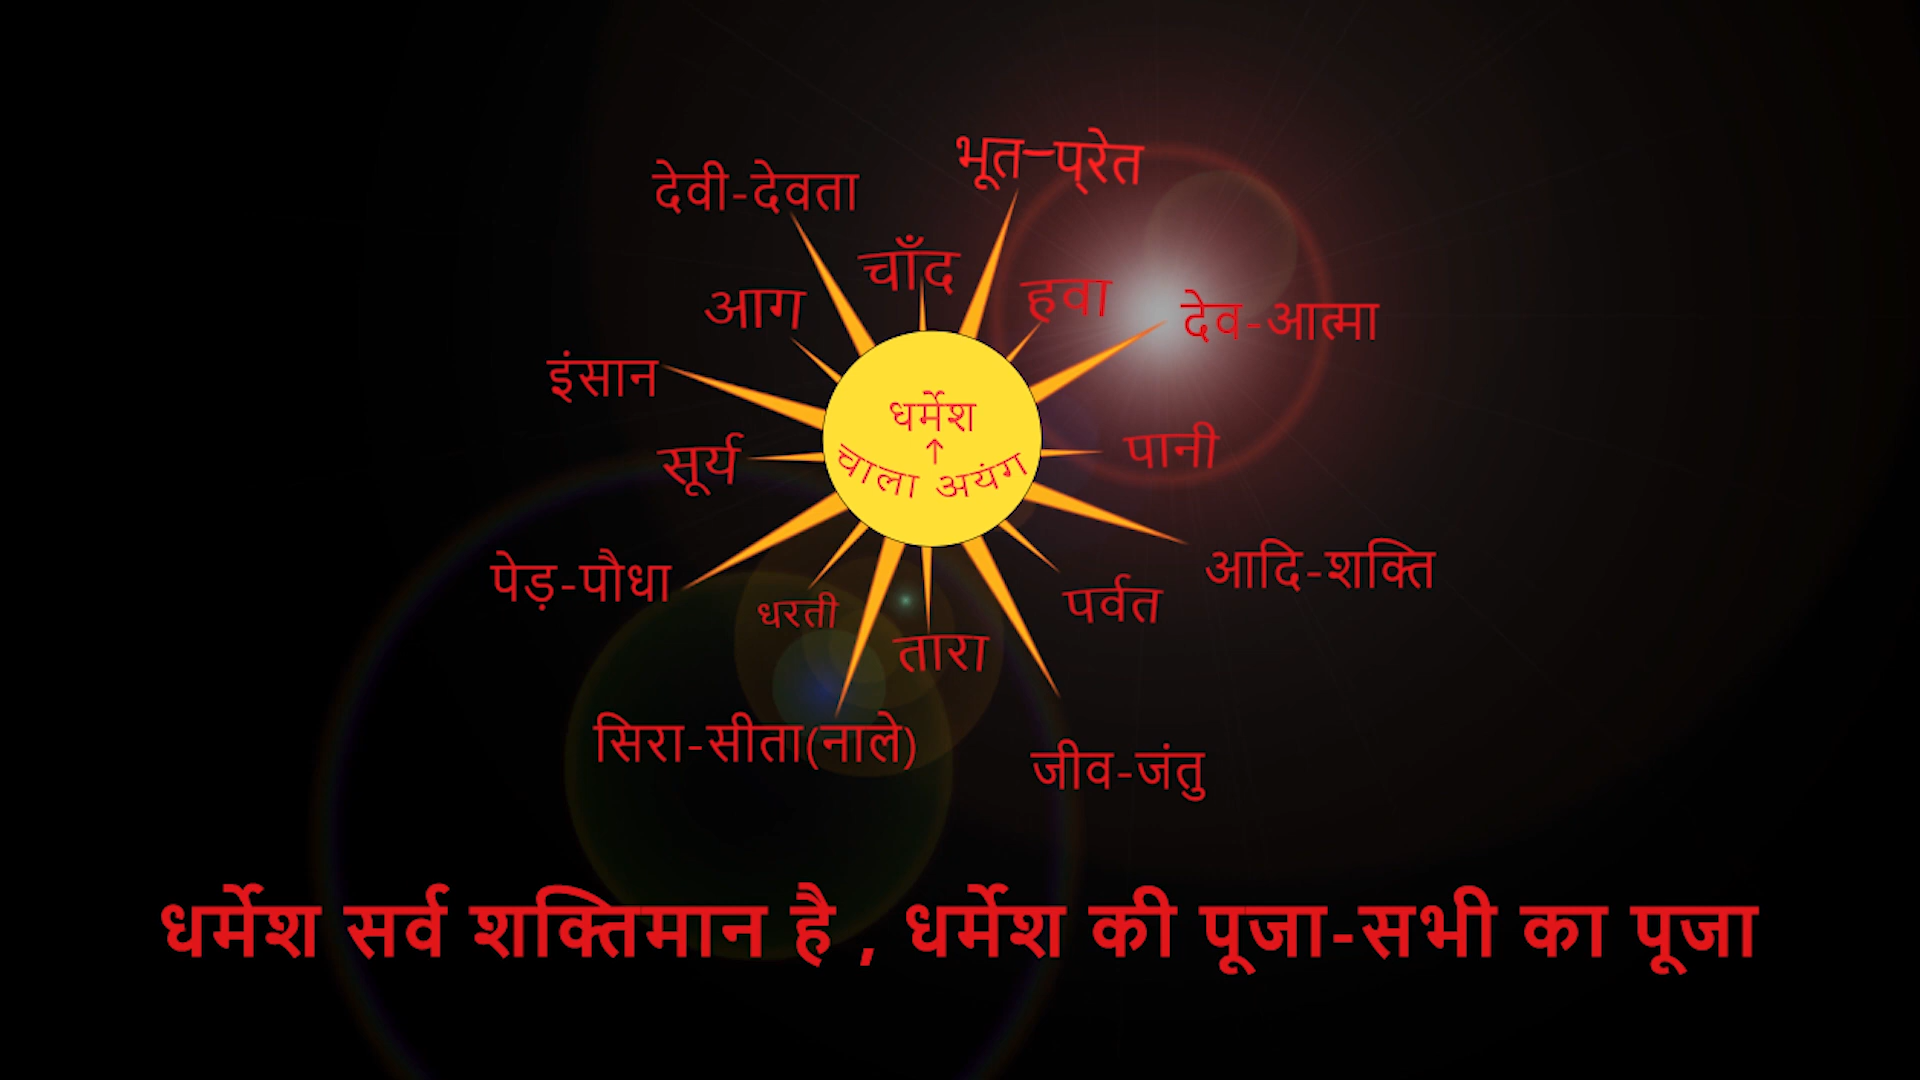 भूत-प्रेत
देवी-देवता
चाँद
हवा
आग
देव-आत्मा
इंसान
धर्मेश
↑
चाला अयंग
सूर्य
पानी
पेड़-पौधा
आदि-शक्ति
धरती
पर्वत
तारा
सिरा-सीता(नाले)
जीव-जंतु
धर्मेश सर्व शक्तिमान है , धर्मेश की पूजा-सभी का पूजा